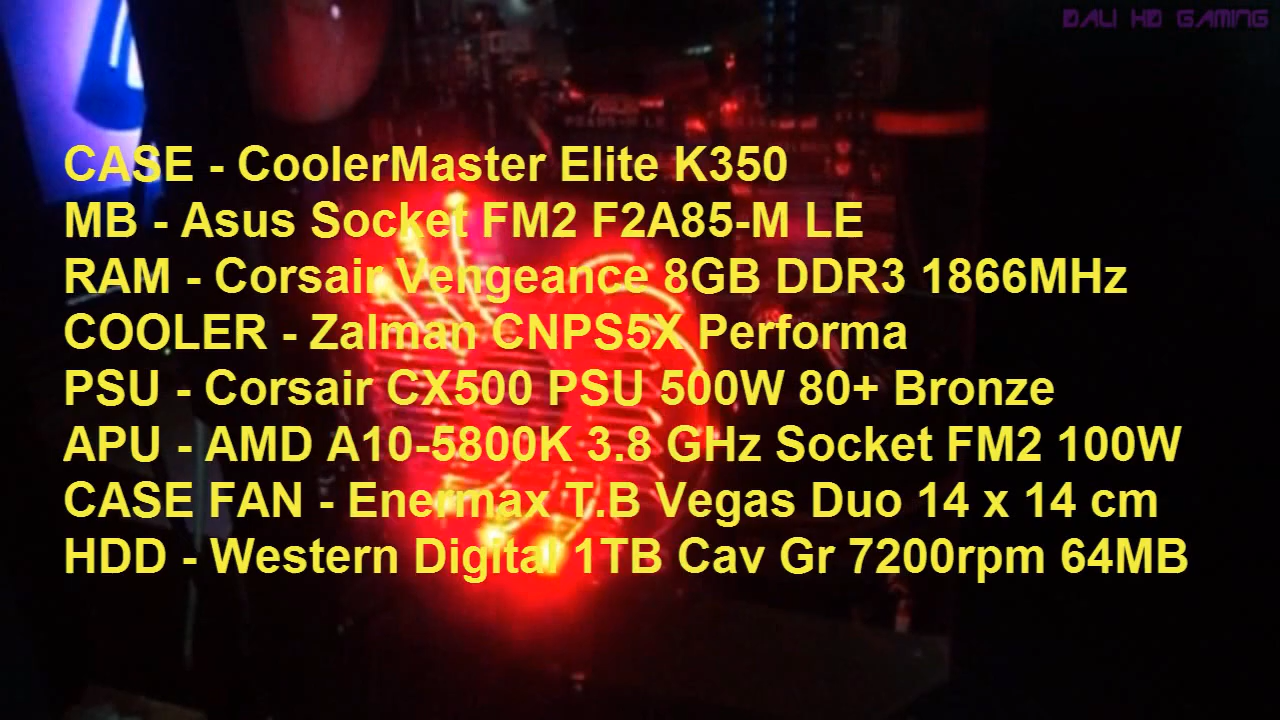 DALI HD GAMING
CASE - CoolerMaster Elite K350
MB - Asus Socket FM2 F2A85-M LE
RAM - Corsair Vengeance 8GB DDR3 1866MHz
COOLER - Zalman CNPS5X Performa
PSU - Corsair CX500 PSU 500W 80+ Bronze
APU - AMD A10-5800K 3.8 GHz Socket FM2 100W
CASE FAN - Enermax T.B Vegas Duo 14 x 14 cm
HDD - Western Digital 1TB Cav Gr 7200rpm 64MB